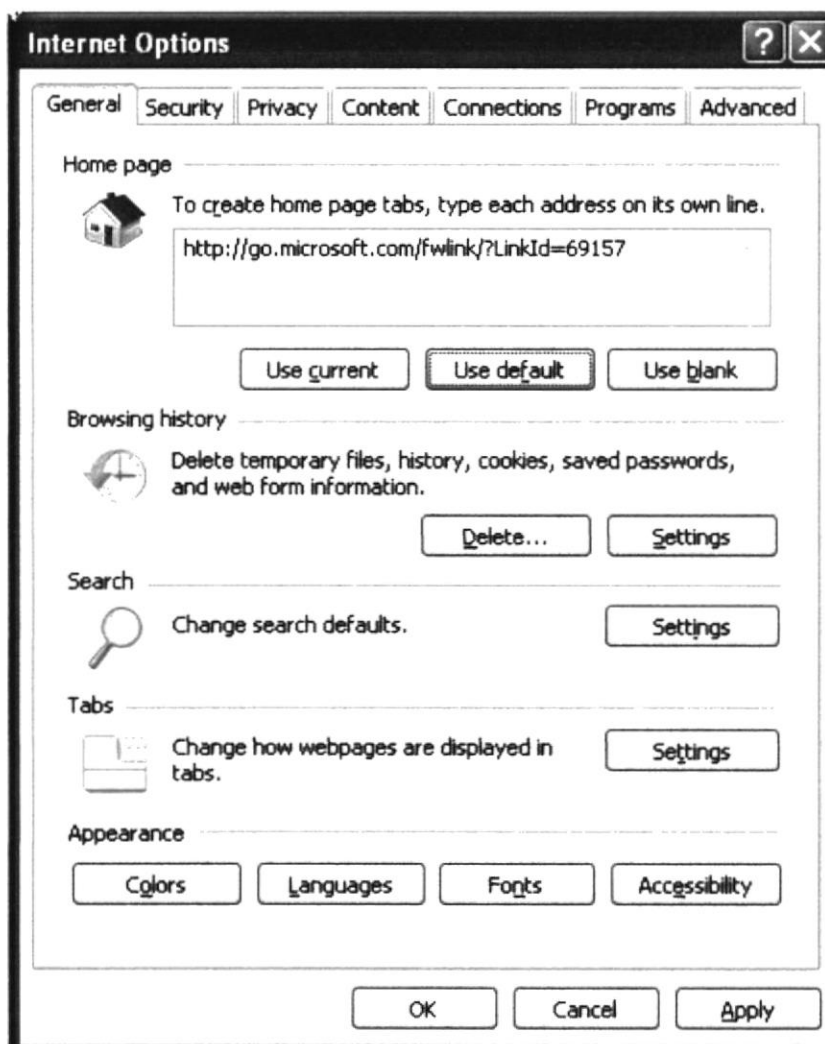 Internet Options
General Security Privacy Content Connections Programs Advanced
Home page
To create home page tabs, type each address on its own line.
http://go.microsoft.com/fwlink/?LinkId=69157
Use current Use default Use blank
Browsing history
Delete temporary files, history, cookies, saved passwords,
and web form information.
Delete... Settings
Search
Change search defaults.
Settings
Tabs
Change how webpages are displayed in
tabs.
Settings
Appearance
Colors Languages Fonts Accessibility
OK Cancel Apply